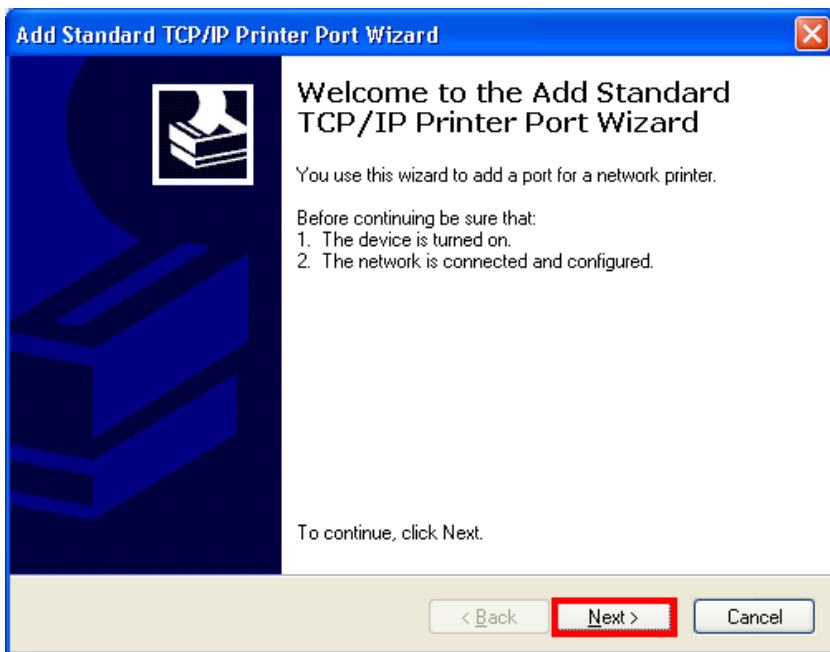 Add Standard TCP/IP Printer Port Wizard
Welcome to the Add Standard
TCP/IP Printer Port Wizard
You use this wizard to add a port for a network printer.
Before continuing be sure that:
1. The device is turned on.
2. The network is connected and configured.
To continue, click Next.
< Back
Next >
Cancel